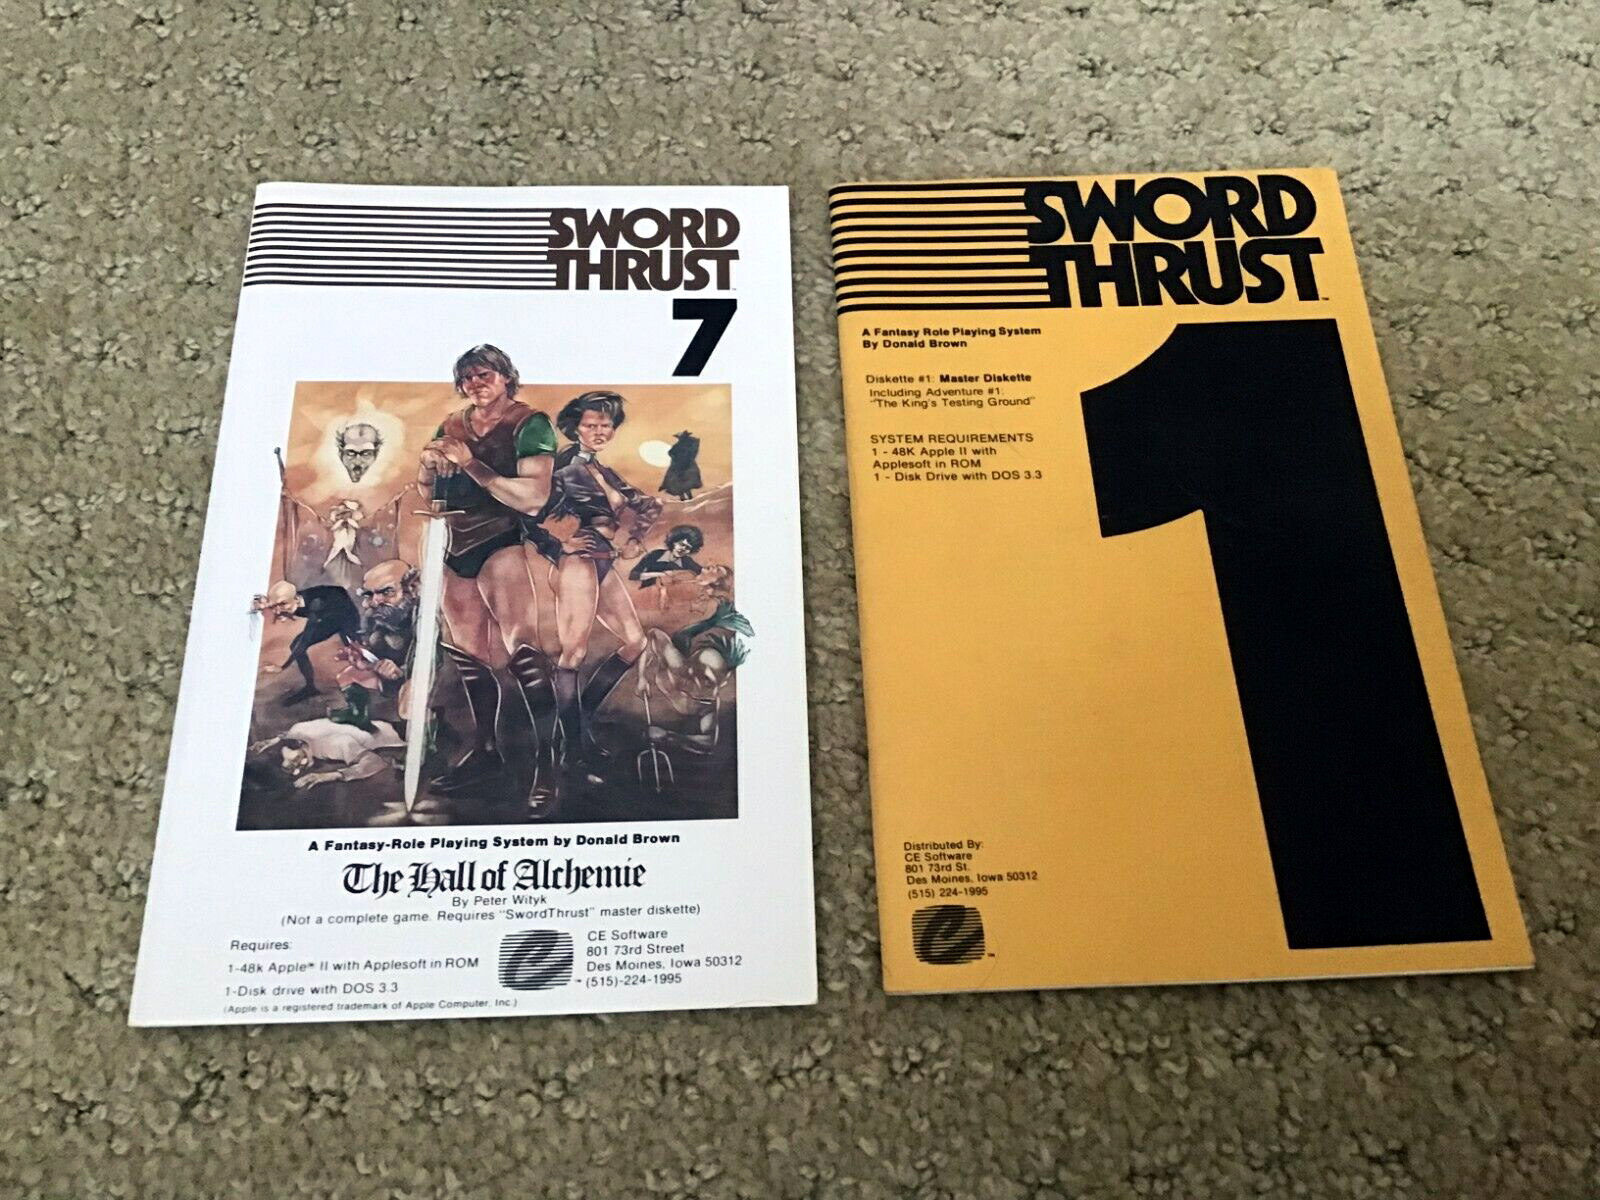 SWORD
THRUST
7
A Fantasy-Role Playing System by Donald Brown
The Hall of Alchemie
By Peter Wityk
(Not a complete game. Requires "SwordThrust" master diskette)
Requires:
1-48k Apple™ II with Applesoft in ROM
1-Disk drive with DOS 3.3
(Apple is a registered trademark of Apple Computer, Inc.)
CE Software
801 73rd Street
Des Moines, Iowa 50312
(515)-224-1995
SWORD
THRUST™
A Fantasy Role Playing System
By Donald Brown
Diskette #1: Master Diskette
Including Adventure #1:
"The King's Testing Ground"
SYSTEM REQUIREMENTS
1 - 48K Apple II with
Applesoft in ROM
1 - Disk Drive with DOS 3.3
1
Distributed By:
CE Software
801 73rd St.
Des Moines, Iowa 50312
(515) 224-1995